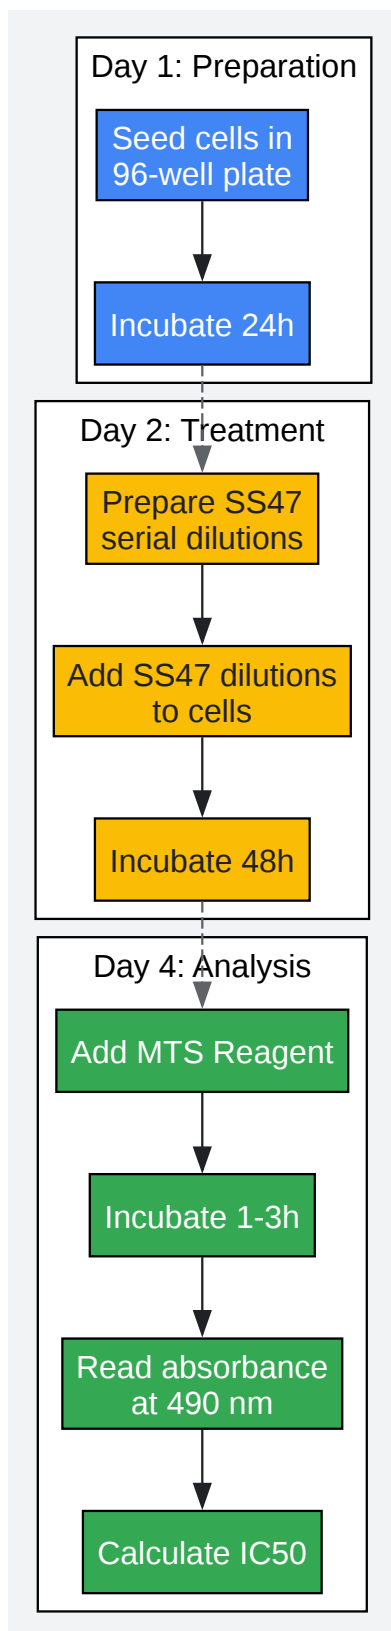 Day 1: Preparation
Seed cells in
96-well plate
Incubate 24h
Day 2: Treatment
Prepare SS47
serial dilutions
Add SS47 dilutions
to cells
Incubate 48h
Day 4: Analysis
Add MTS Reagent
Incubate 1-3h
Read absorbance
at 490 nm
Calculate IC50